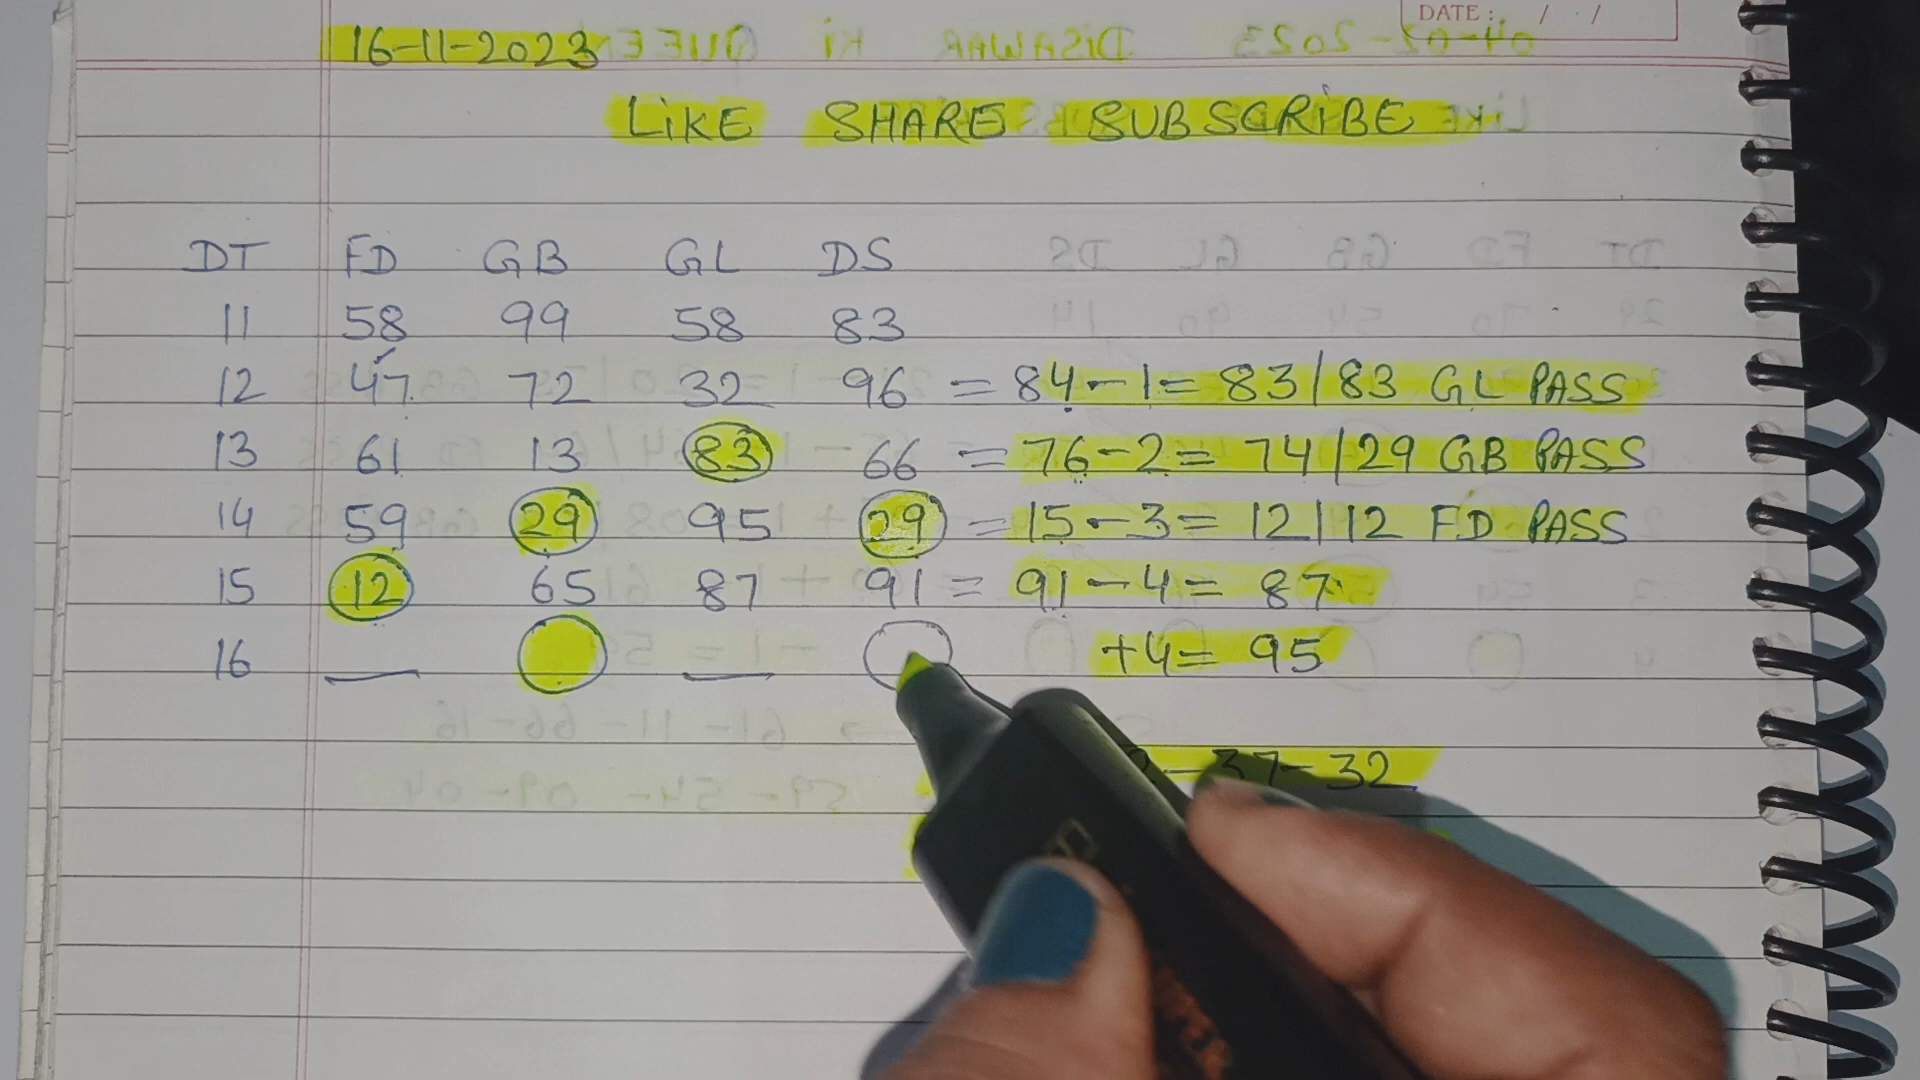 DATE: / /
16-11-2023
LiKE SHARE SUBSCRiBE
DT FD GB GL DS
11 58 99 58 83
12 47 72 32 96 = 84-1= 83/83 GL PASS
13 61 13 83 66 = 76-2= 74/29 GB PASS
14 59 29 95 29 = 15-3= 12/12 FD PASS
15 12 65 87 91 = 91-4= 87
16 +4= 95
-37-32